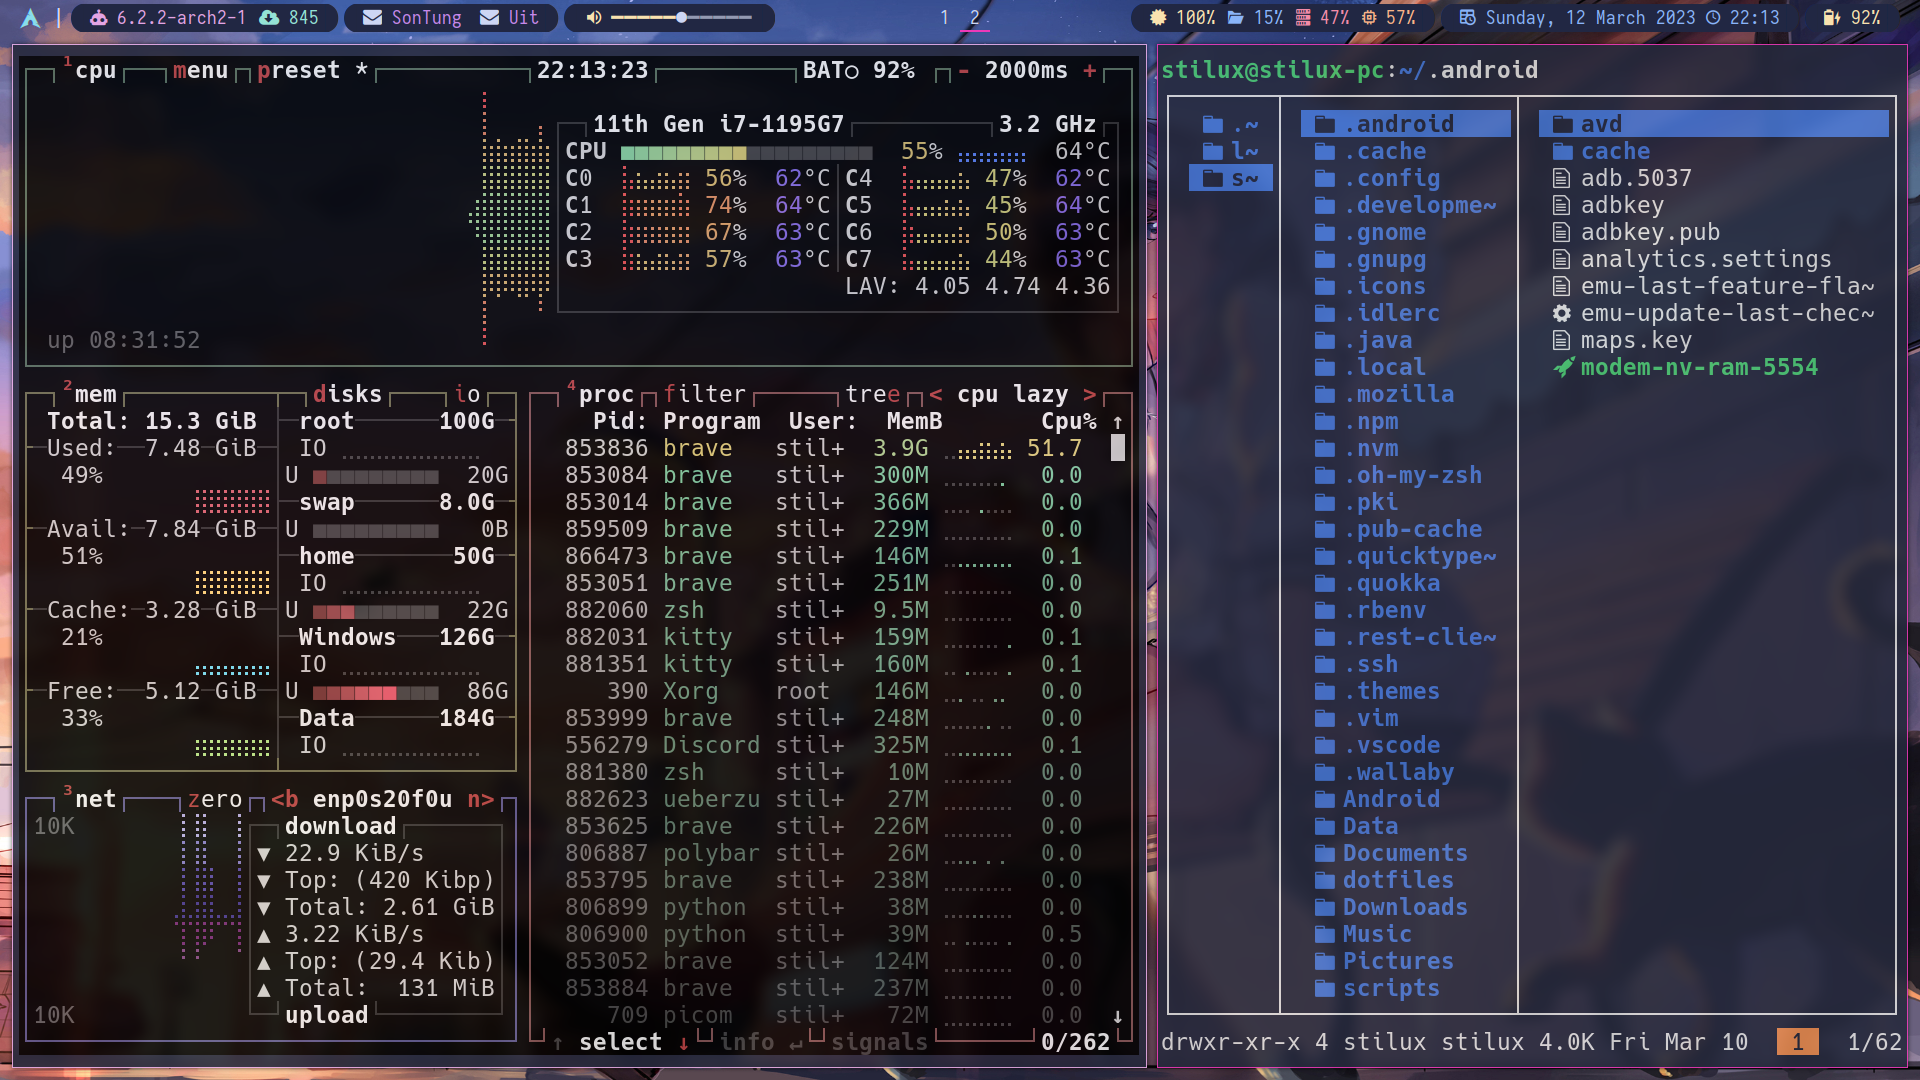 6.2.2-arch2-1 845 SonTung Uit 1 2 100% 15% 47% 57% Sunday, 12 March 2023 22:13 92%
1cpu menu preset * 22:13:23 BAT○ 92% - 2000ms +
11th Gen i7-1195G7 3.2 GHz
CPU 55% 64°C
C0 56% 62°C C4 47% 62°C
C1 74% 64°C C5 45% 64°C
C2 67% 63°C C6 50% 63°C
C3 57% 63°C C7 44% 63°C
LAV: 4.05 4.74 4.36
up 08:31:52
2mem disks io
Total: 15.3 GiB
Used: 7.48 GiB
49%
Avail: 7.84 GiB
51%
Cache: 3.28 GiB
21%
Free: 5.12 GiB
33%
root 100G
IO
U 20G
swap 8.0G
U 0B
home 50G
IO
U 22G
Windows 126G
IO
U 86G
Data 184G
IO
3net zero <b enp0s20f0u n>
10K
download
▼ 22.9 KiB/s
▼ Top: (420 Kibp)
▼ Total: 2.61 GiB
▲ 3.22 KiB/s
▲ Top: (29.4 Kib)
▲ Total: 131 MiB
10K
upload
4proc filter tree < cpu lazy >
Pid: Program User: MemB Cpu% ↑
853836 brave stil+ 3.9G 51.7
853084 brave stil+ 300M 0.0
853014 brave stil+ 366M 0.0
859509 brave stil+ 229M 0.0
866473 brave stil+ 146M 0.1
853051 brave stil+ 251M 0.0
882060 zsh stil+ 9.5M 0.0
882031 kitty stil+ 159M 0.1
881351 kitty stil+ 160M 0.1
390 Xorg root 146M 0.0
853999 brave stil+ 248M 0.0
556279 Discord stil+ 325M 0.1
881380 zsh stil+ 10M 0.0
882623 ueberzu stil+ 27M 0.0
853625 brave stil+ 226M 0.0
806887 polybar stil+ 26M 0.0
853795 brave stil+ 238M 0.0
806899 python stil+ 38M 0.0
806900 python stil+ 39M 0.5
853052 brave stil+ 124M 0.0
853884 brave stil+ 237M 0.0
709 picom stil+ 72M 0.0 ↓
↑ select ↓ info ↵ signals 0/262
stilux@stilux-pc:~/.android
.~
l~
s~
.android
.cache
.config
.developme~
.gnome
.gnupg
.icons
.idlerc
.java
.local
.mozilla
.npm
.nvm
.oh-my-zsh
.pki
.pub-cache
.quicktype~
.quokka
.rbenv
.rest-clie~
.ssh
.themes
.vim
.vscode
.wallaby
Android
Data
Documents
dotfiles
Downloads
Music
Pictures
scripts
avd
cache
adb.5037
adbkey
adbkey.pub
analytics.settings
emu-last-feature-fla~
emu-update-last-chec~
maps.key
modem-nv-ram-5554
drwxr-xr-x 4 stilux stilux 4.0K Fri Mar 10 1 1/62